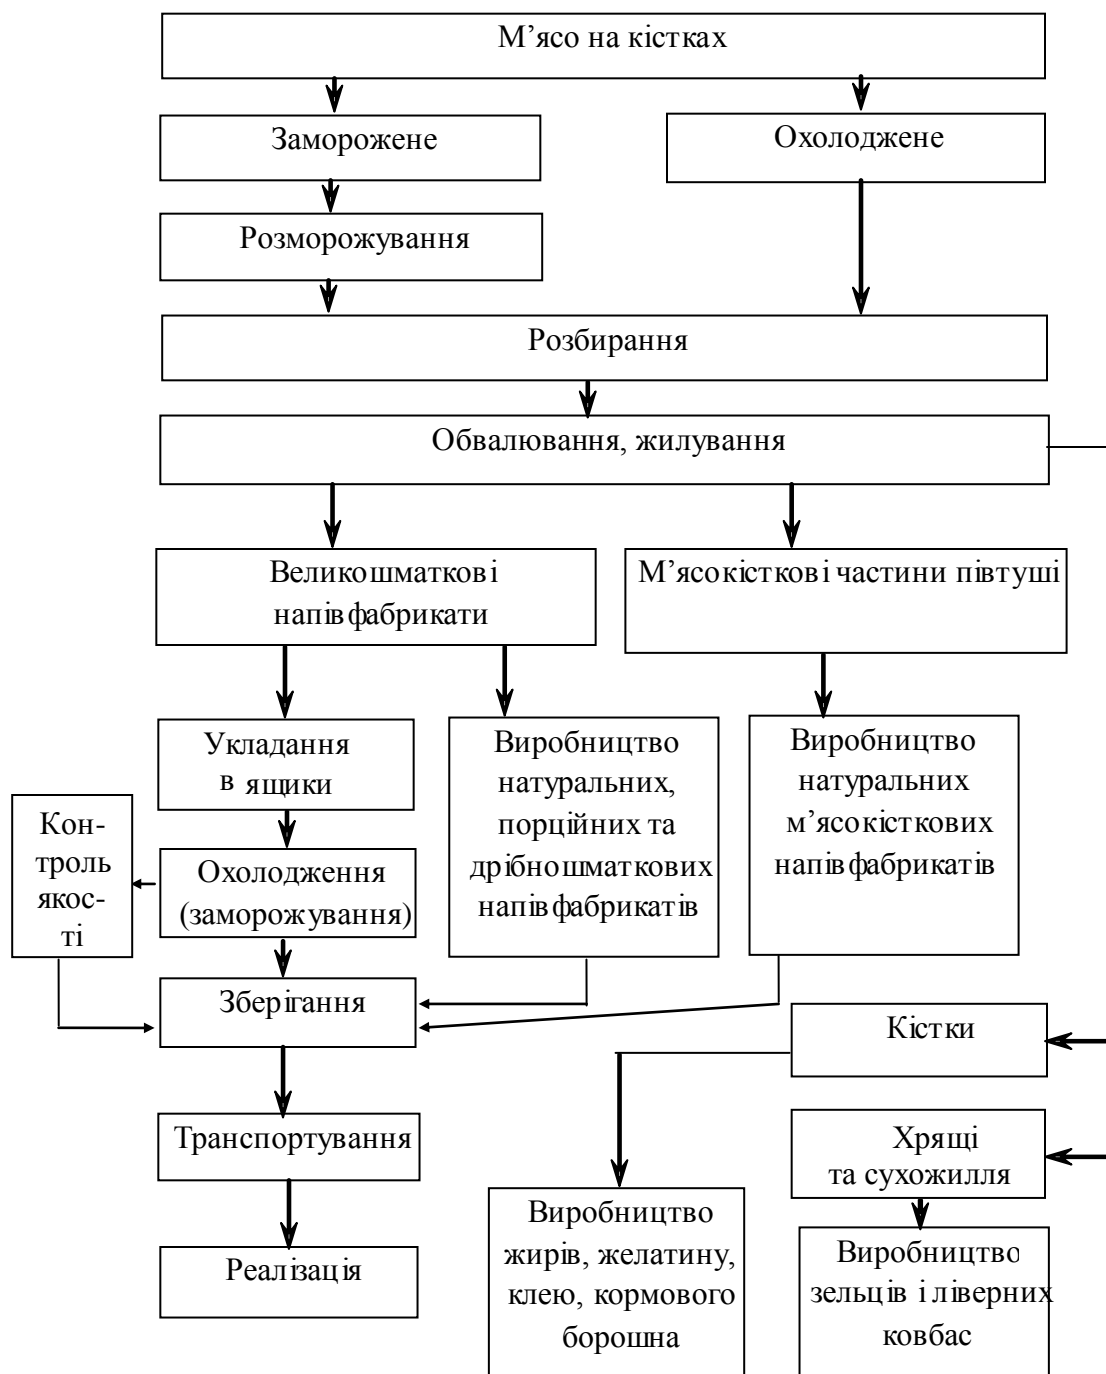 М’ясо на кістках
Заморожене
Охолоджене
Розморожування
Розбирання
Обвалювання, жилування
Великошматкові
напівфабрикати
М’ясокісткові частини півтуші
Укладання
в ящики
Виробництво
натуральних,
порційних та
дрібношматкових
напівфабрикатів
Виробництво
натуральних
м’ясокісткових
напівфабрикатів
Кон-
троль
якос-
ті
Охолодження
(заморожування)
Зберігання
Кістки
Транспортування
Хрящі
та сухожилля
Реалізація
Виробництво
жирів, желатину,
клею, кормового
борошна
Виробництво
зельців і ліверних
ковбас